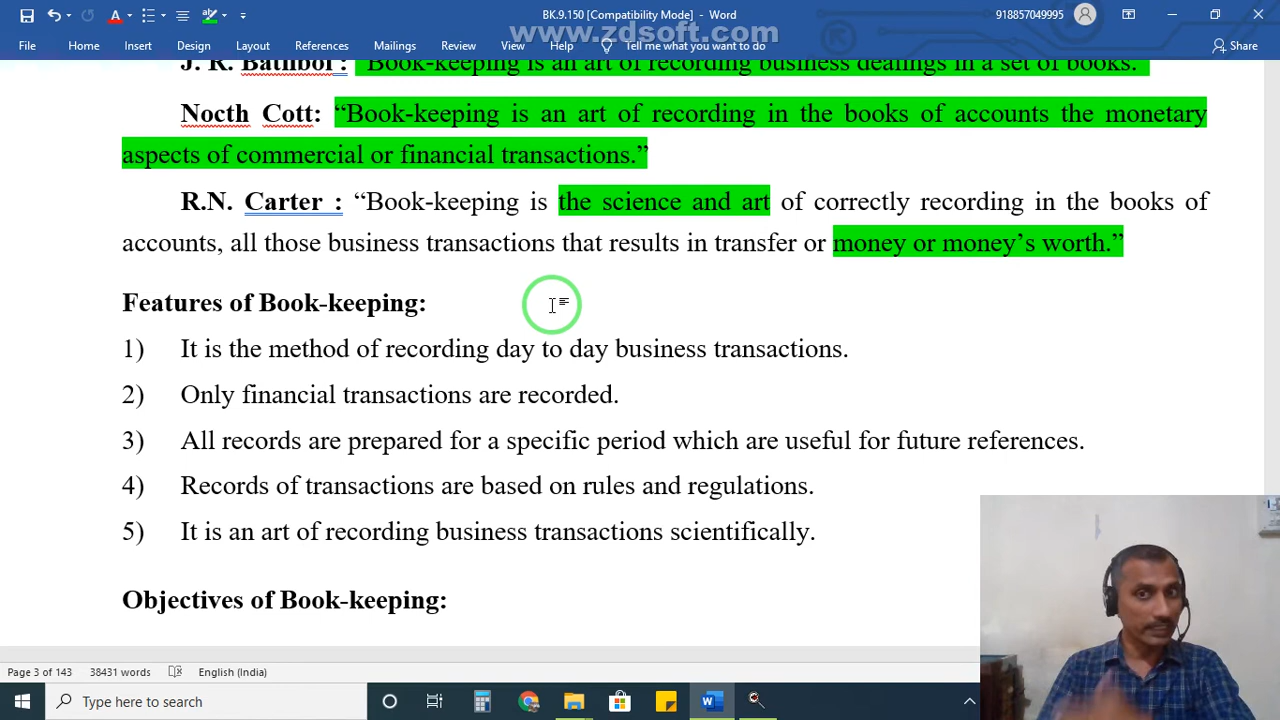 BK.9.150 [Compatibility Mode] - Word
918857049995
www.zdsoft.com
File Home Insert Design Layout References Mailings Review View Help Tell me what you want to do Share
J. R. Batliboi : “Book-keeping is an art of recording business dealings in a set of books.”
Nocth Cott: “Book-keeping is an art of recording in the books of accounts the monetary
aspects of commercial or financial transactions.”
R.N. Carter : “Book-keeping is the science and art of correctly recording in the books of
accounts, all those business transactions that results in transfer or money or money’s worth.”
Features of Book-keeping:
1) It is the method of recording day to day business transactions.
2) Only financial transactions are recorded.
3) All records are prepared for a specific period which are useful for future references.
4) Records of transactions are based on rules and regulations.
5) It is an art of recording business transactions scientifically.
Objectives of Book-keeping:
Page 3 of 143 38431 words English (India)
Type here to search